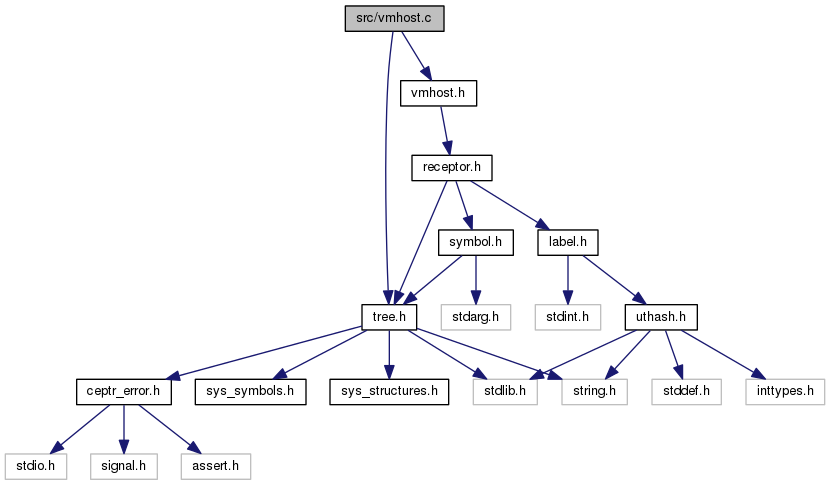 src/vmhost.c
vmhost.h
receptor.h
symbol.h
label.h
tree.h
stdarg.h
stdint.h
uthash.h
ceptr_error.h
sys_symbols.h
sys_structures.h
stdlib.h
string.h
stddef.h
inttypes.h
stdio.h
signal.h
assert.h